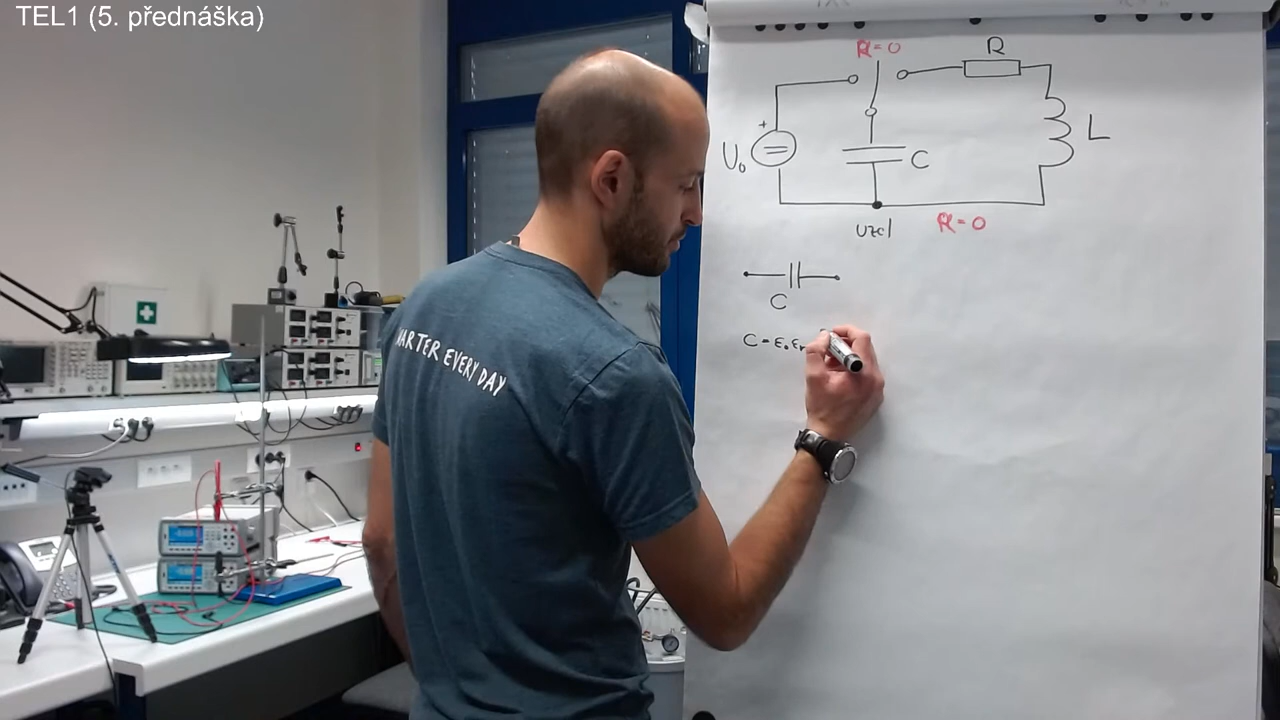 TEL1 (5. přednáška)
R=0
R
+
U₀
C
L
uzel
R=0
C
C=ε₀εr
ARTER EVERY DAY